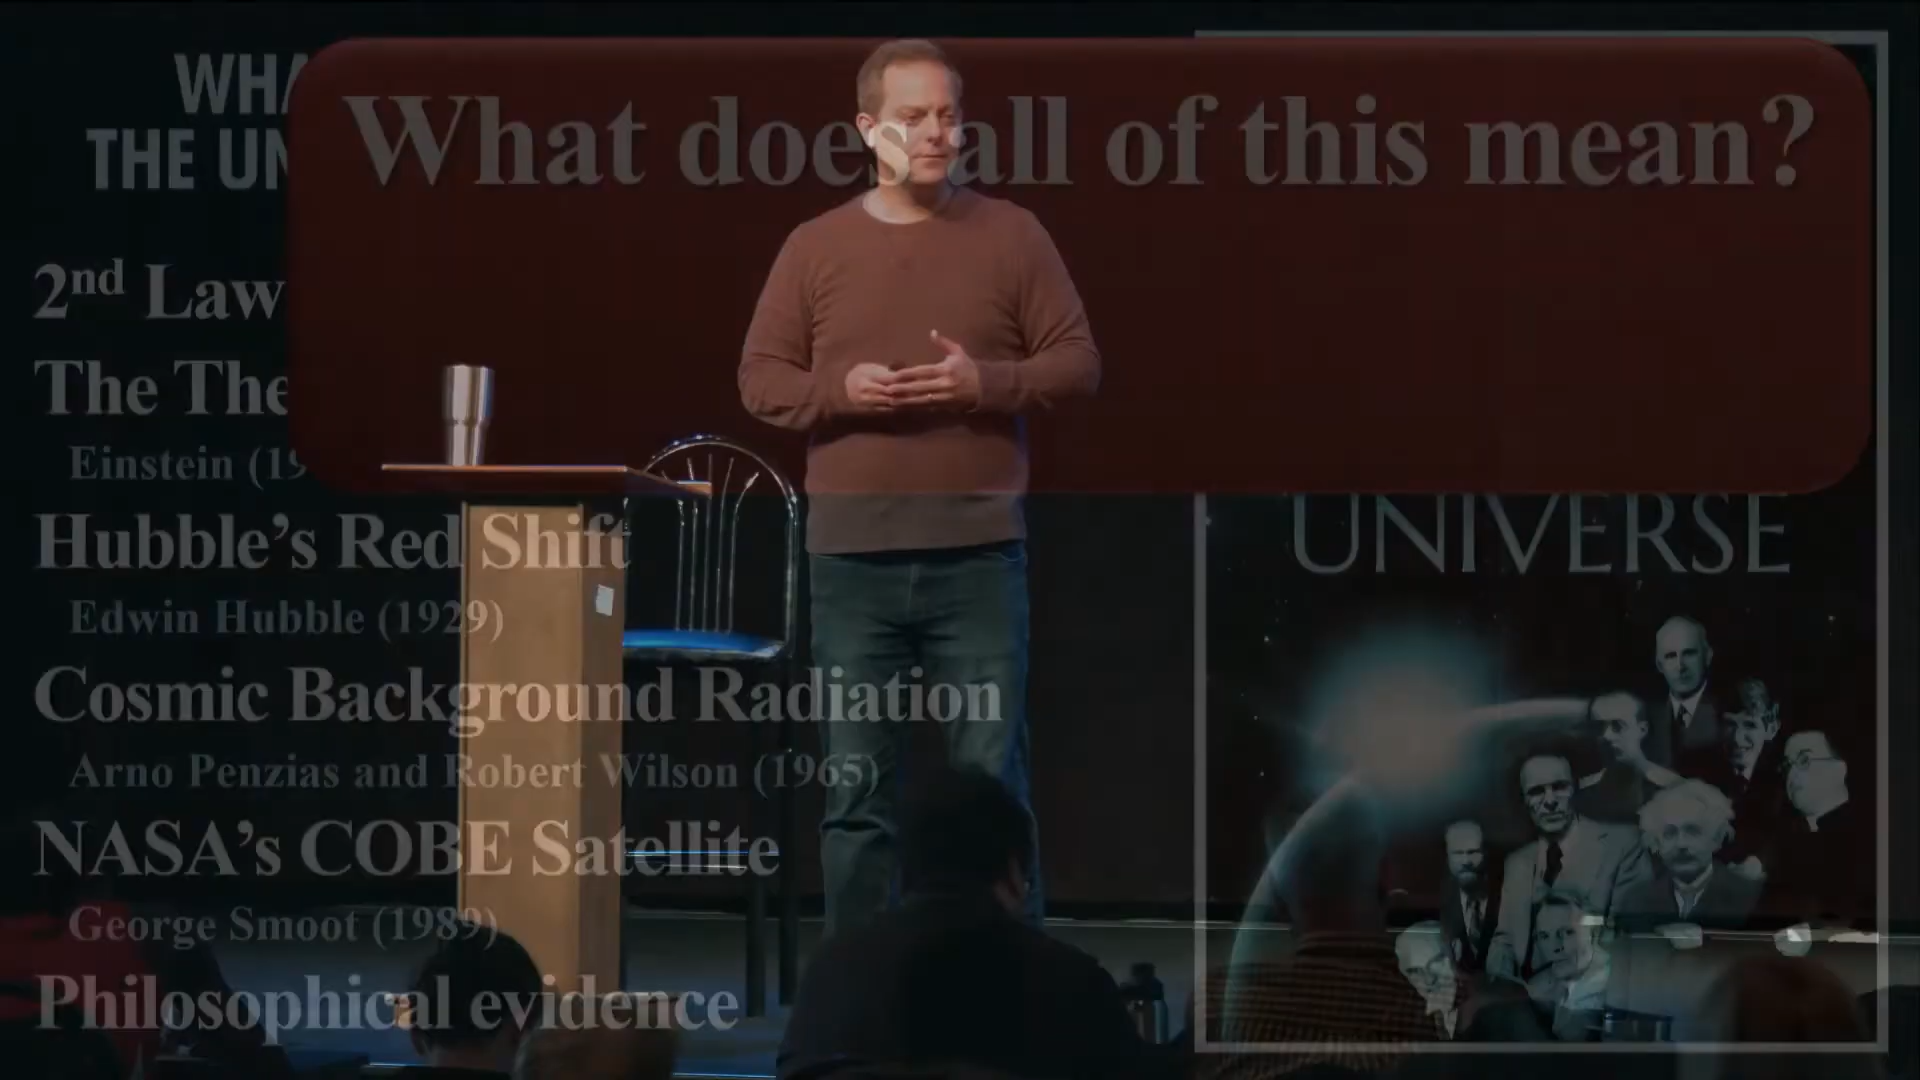 WHA
THE UN
What does all of this mean?
2nd Law
The The
Einstein (19
Hubble's Red Shift
Edwin Hubble (1929)
Cosmic Background Radiation
Arno Penzias and Robert Wilson (1965)
NASA's COBE Satellite
George Smoot (1989)
Philosophical evidence
UNIVERSE